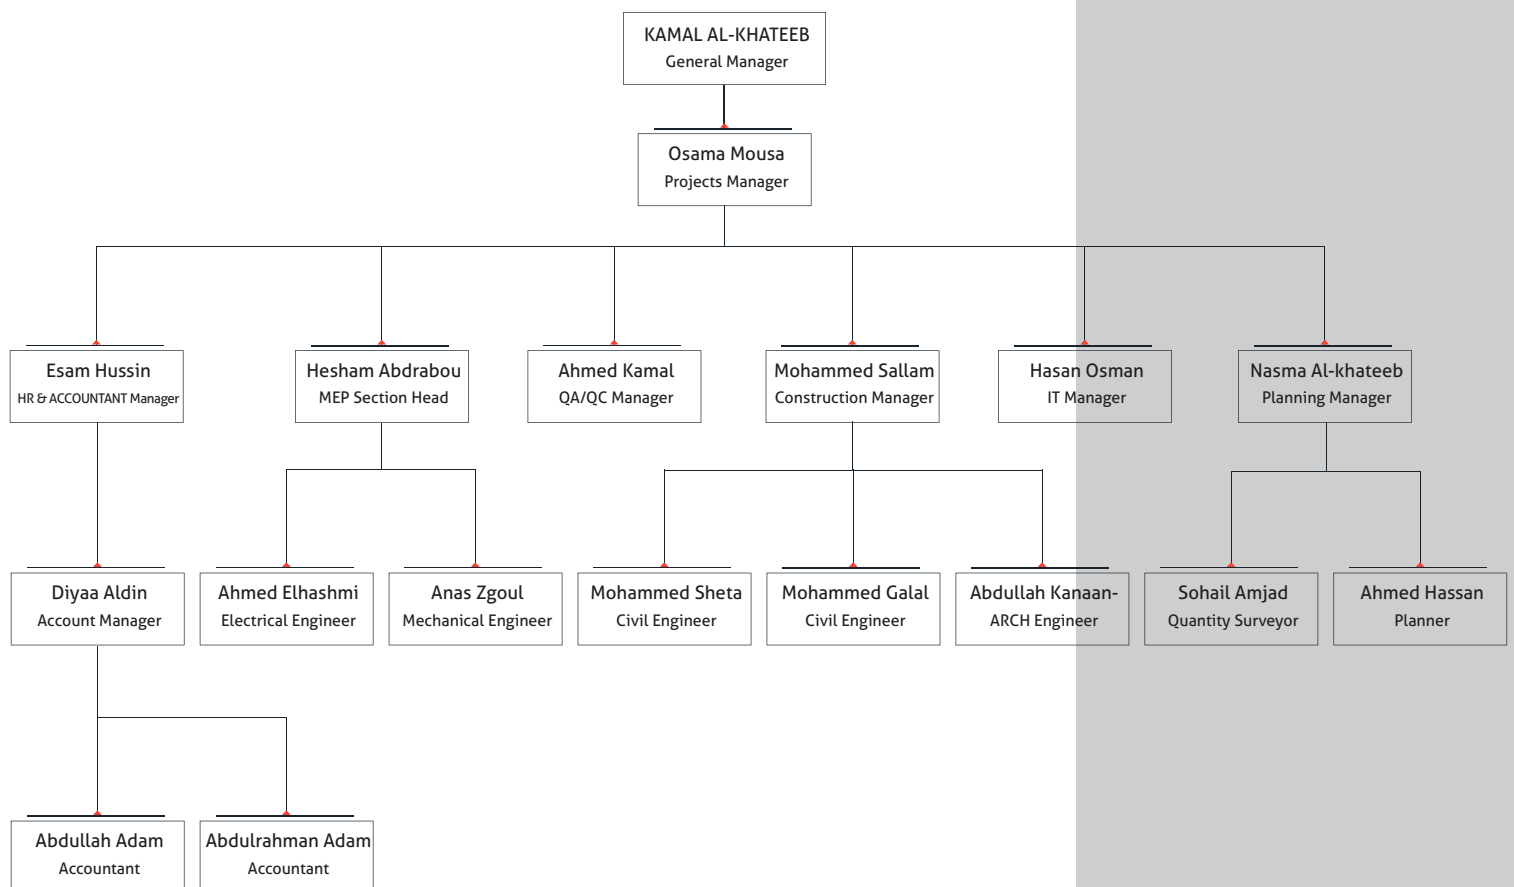 KAMAL AL-KHATEEB
General Manager
Osama Mousa
Projects Manager
Esam Hussin
HR & ACCOUNTANT Manager
Hesham Abdrabou
MEP Section Head
Ahmed Kamal
QA/QC Manager
Mohammed Sallam
Construction Manager
Hasan Osman
IT Manager
Nasma Al-khateeb
Planning Manager
Diyaa Aldin
Account Manager
Ahmed Elhashmi
Electrical Engineer
Anas Zgoul
Mechanical Engineer
Mohammed Sheta
Civil Engineer
Mohammed Galal
Civil Engineer
Abdullah Kanaan-
ARCH Engineer
Sohail Amjad
Quantity Surveyor
Ahmed Hassan
Planner
Abdullah Adam
Accountant
Abdulrahman Adam
Accountant